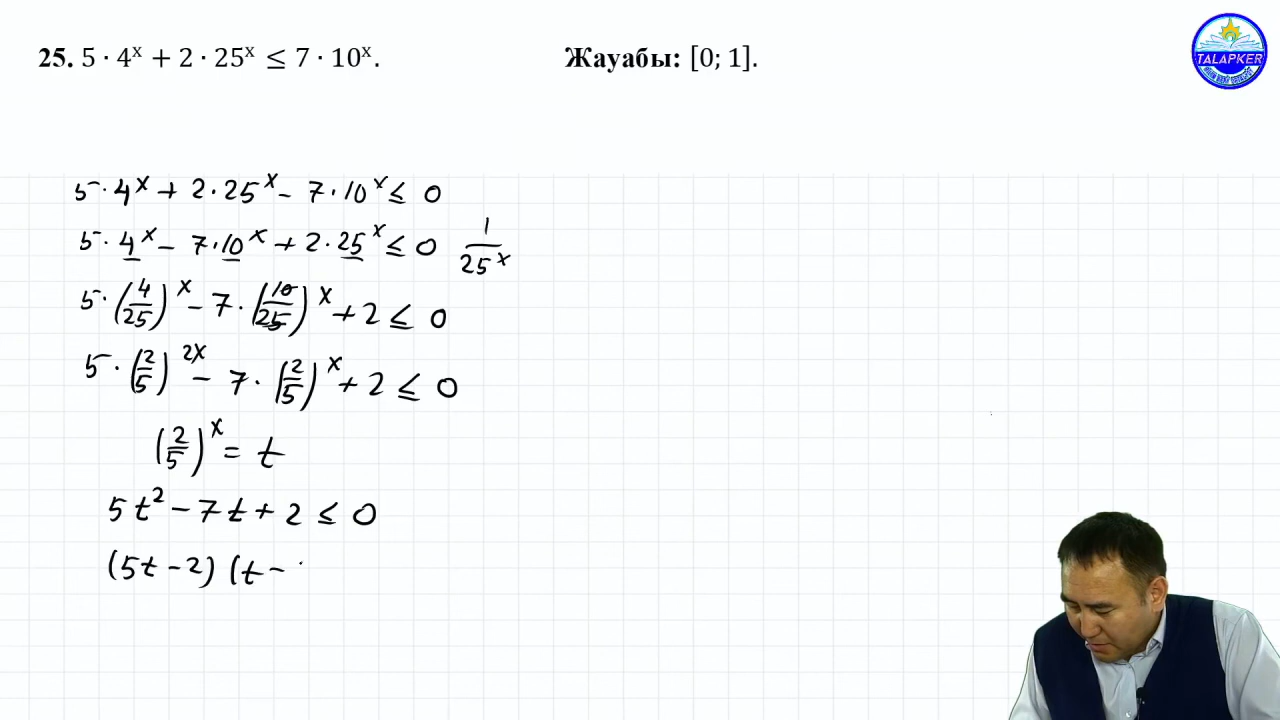 25. 5 · 4ˣ + 2 · 25ˣ ≤ 7 · 10ˣ. Жауабы: [0; 1].
TALAPKER
5 · 4ˣ + 2 · 25ˣ - 7 · 10ˣ ≤ 0
5 · 4ˣ - 7 · 10ˣ + 2 · 25ˣ ≤ 0 1/25ˣ
5 · (4/25)ˣ - 7 · (10/25)ˣ + 2 ≤ 0
5 · (2/5)²ˣ - 7 · (2/5)ˣ + 2 ≤ 0
(2/5)ˣ = t
5t² - 7t + 2 ≤ 0
(5t - 2) (t -